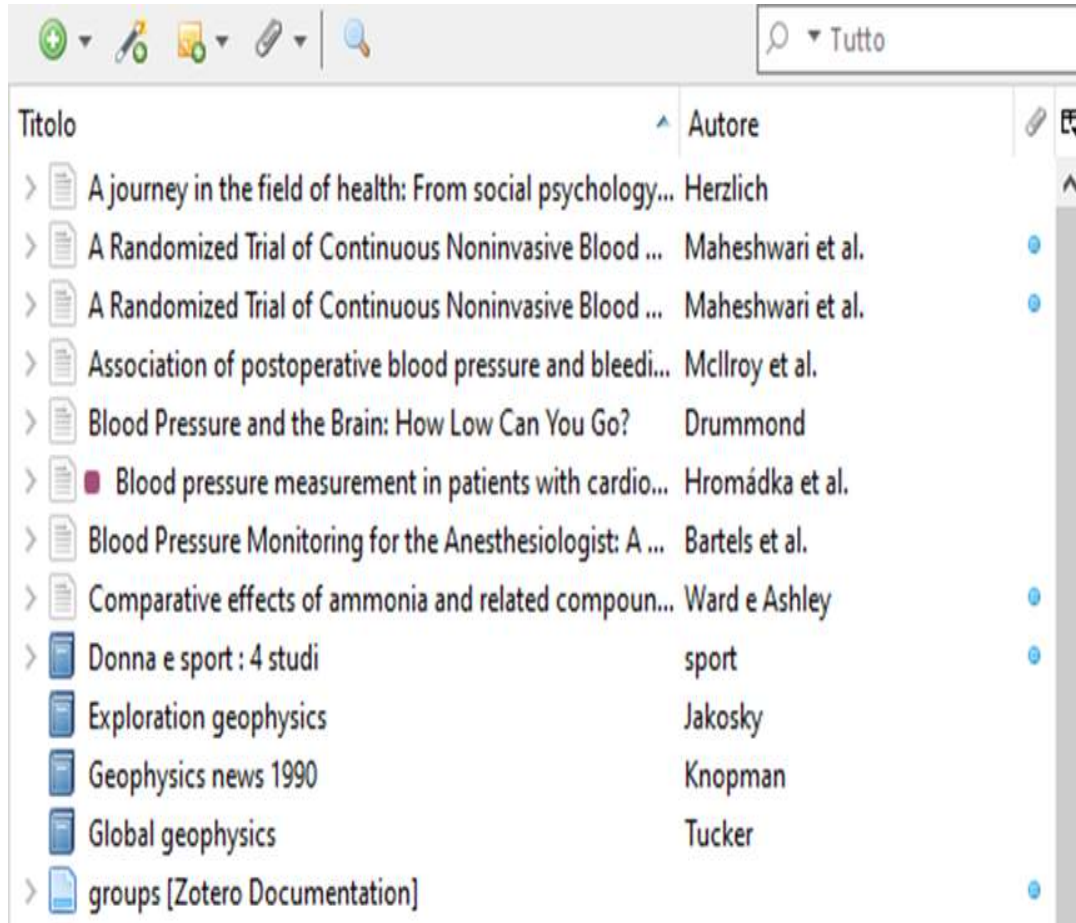 Tutto
Titolo Autore
A journey in the field of health: From social psychology... Herzlich
A Randomized Trial of Continuous Noninvasive Blood ... Maheshwari et al.
A Randomized Trial of Continuous Noninvasive Blood ... Maheshwari et al.
Association of postoperative blood pressure and bleedi... McIlroy et al.
Blood Pressure and the Brain: How Low Can You Go? Drummond
Blood pressure measurement in patients with cardio... Hromádka et al.
Blood Pressure Monitoring for the Anesthesiologist: A ... Bartels et al.
Comparative effects of ammonia and related compoun... Ward e Ashley
Donna e sport : 4 studi sport
Exploration geophysics Jakosky
Geophysics news 1990 Knopman
Global geophysics Tucker
groups [Zotero Documentation]